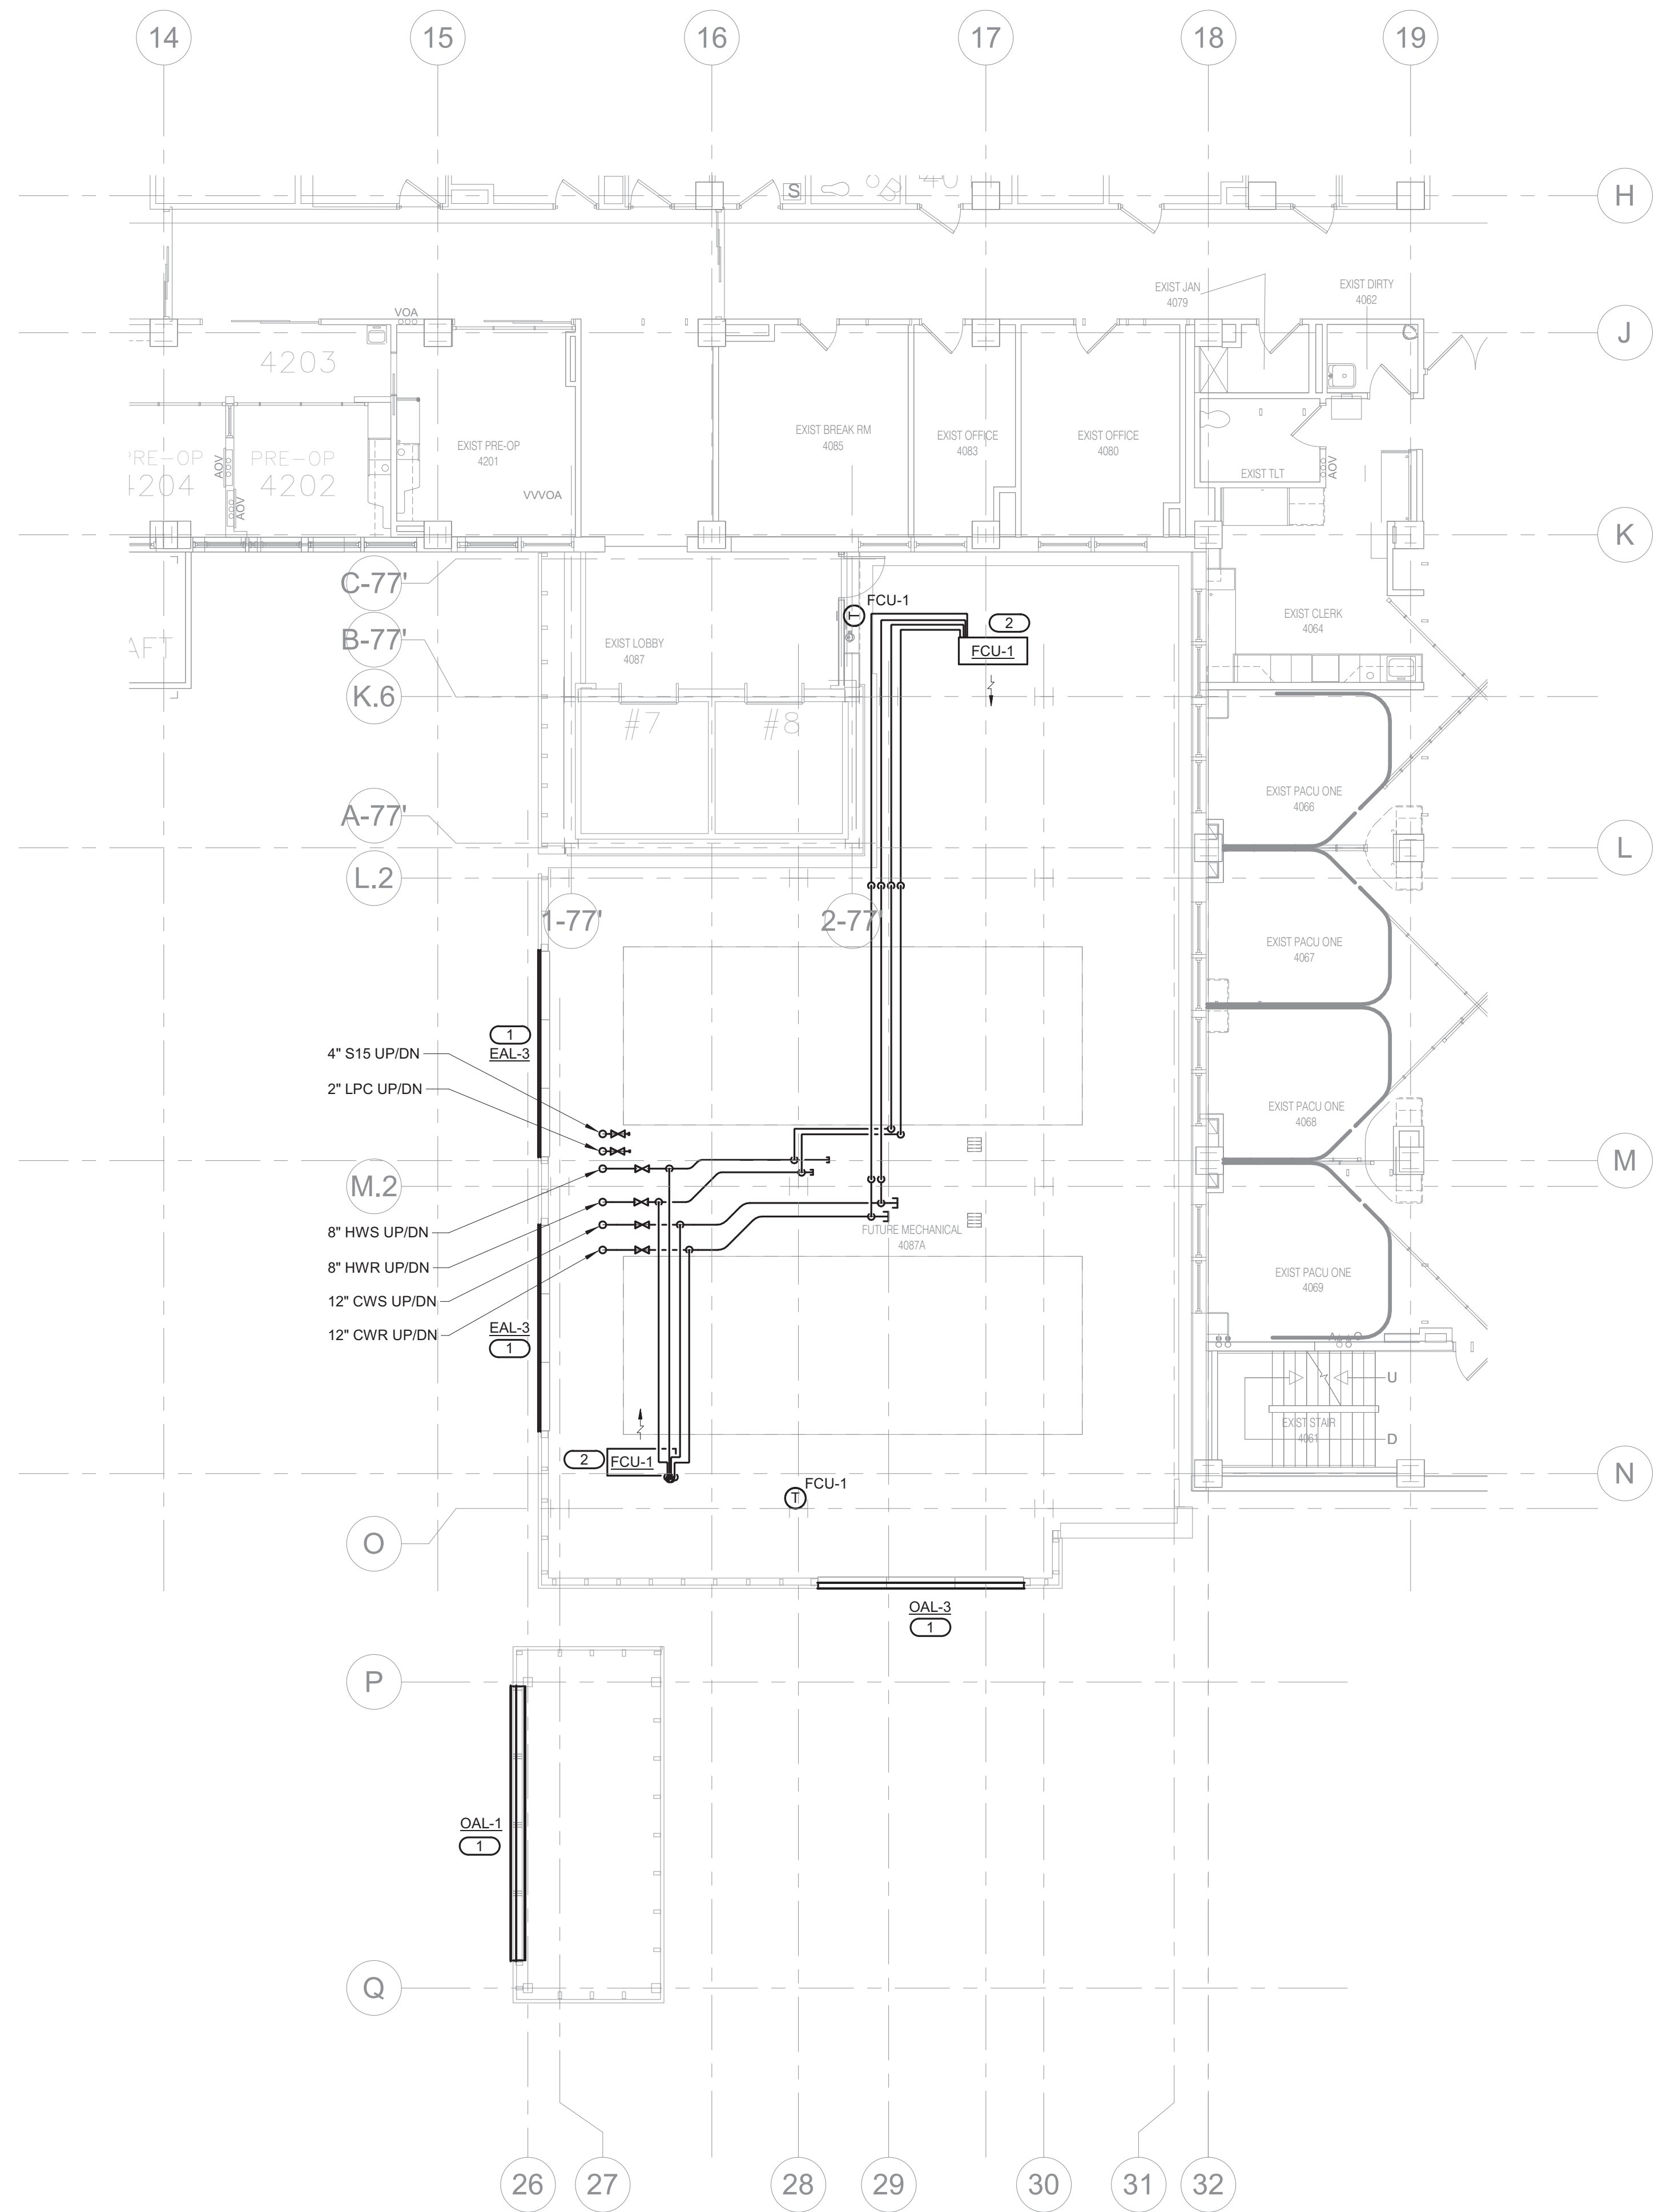 14
15
16
17
18
19
H
S
EXIST JAN
4079
EXIST DIRTY
4062
VOA
J
4203
EXIST PRE-OP
4201
EXIST BREAK RM
4085
EXIST OFFICE
4083
EXIST OFFICE
4080
PRE-OP
4204
AOV
PRE-OP
4202
AOV
VVVOA
EXIST TLT
AOV
K
C-77'
FCU-1
T
2
FCU-1
EXIST CLERK
4064
B-77'
EXIST LOBBY
4087
AFT
K.6
#7
#8
EXIST PACU ONE
4066
A-77'
L
L.2
1-77'
2-77'
EXIST PACU ONE
4067
1
EAL-3
4" S15 UP/DN
2" LPC UP/DN
EXIST PACU ONE
4068
M
M.2
8" HWS UP/DN
FUTURE MECHANICAL
4087A
8" HWR UP/DN
EXIST PACU ONE
4069
12" CWS UP/DN
12" CWR UP/DN
EAL-3
1
U
EXIST STAIR
4061
D
2
FCU-1
N
FCU-1
T
O
OAL-3
1
P
OAL-1
1
Q
26
27
28
29
30
31
32